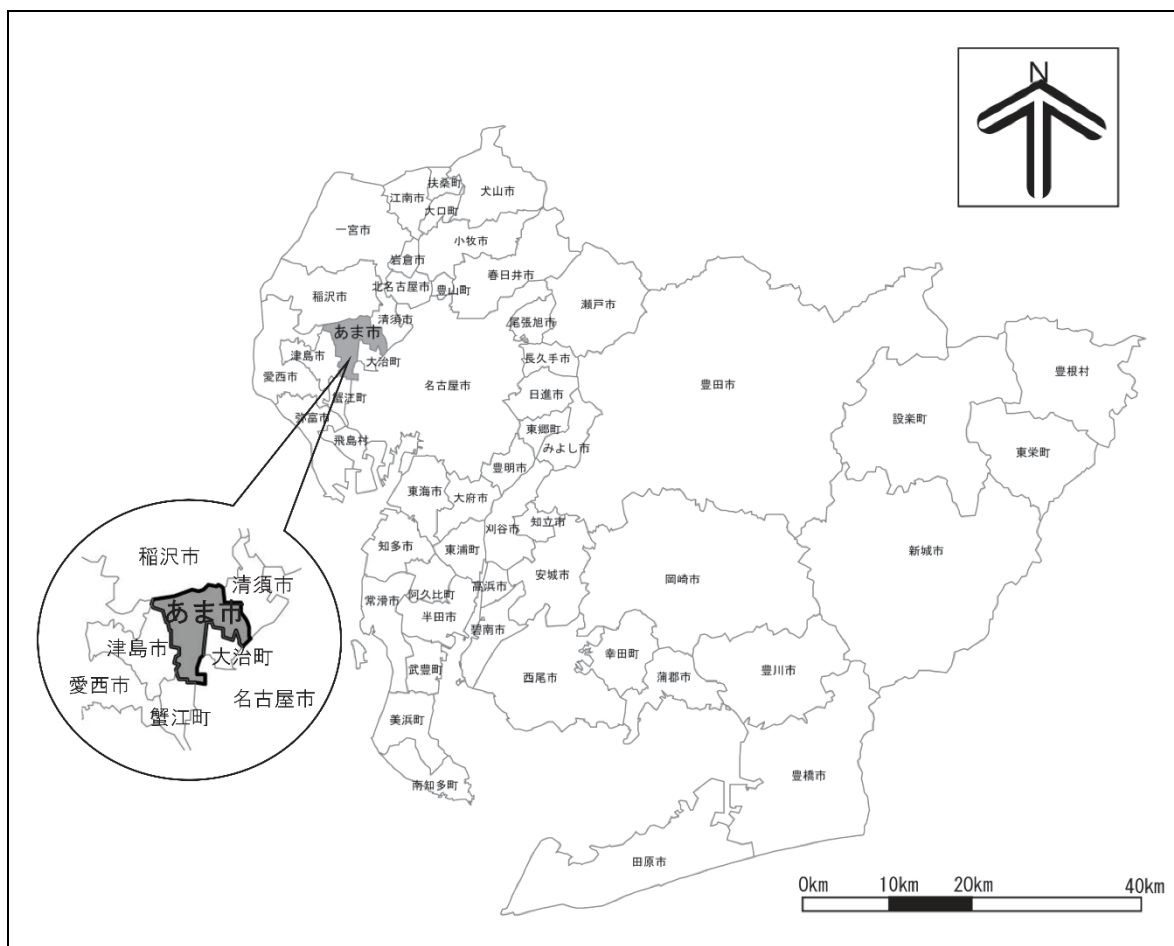 N
扶桑町
犬山市
江南市
大口町
一宮市
小牧市
岩倉市
春日井市
北名古屋市
豊山町
稲沢市
瀬戸市
清須市
尾張旭市
あま市
津島市
大治町
長久手市
愛西市
名古屋市
豊田市
豊根村
日進市
蟹江町
弥富市
設楽町
東郷町
飛島村
みよし市
東栄町
豊明市
東海市
大府市
刈谷市
知立市
知多市
東浦町
新城市
安城市
岡崎市
高浜市
阿久比町
常滑市
半田市
碧南市
幸田町
武豊町
西尾市
蒲郡市
豊川市
美浜町
南知多町
豊橋市
田原市
稲沢市
清須市
あま市
津島市
大治町
愛西市
名古屋市
蟹江町
0km 10km 20km 40km